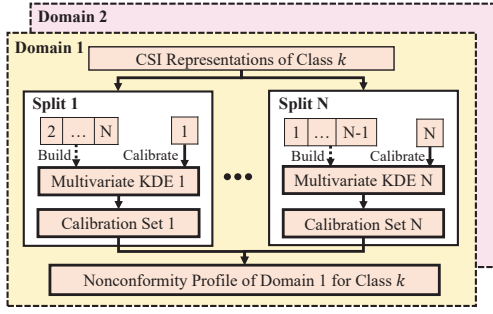 Domain 2
Domain 1
CSI Representations of Class k
Split 1
2 … N 1
Build Calibrate
Multivariate KDE 1
Calibration Set 1
Split N
1 … N-1 N
Build Calibrate
Multivariate KDE N
Calibration Set N
Nonconformity Profile of Domain 1 for Class k